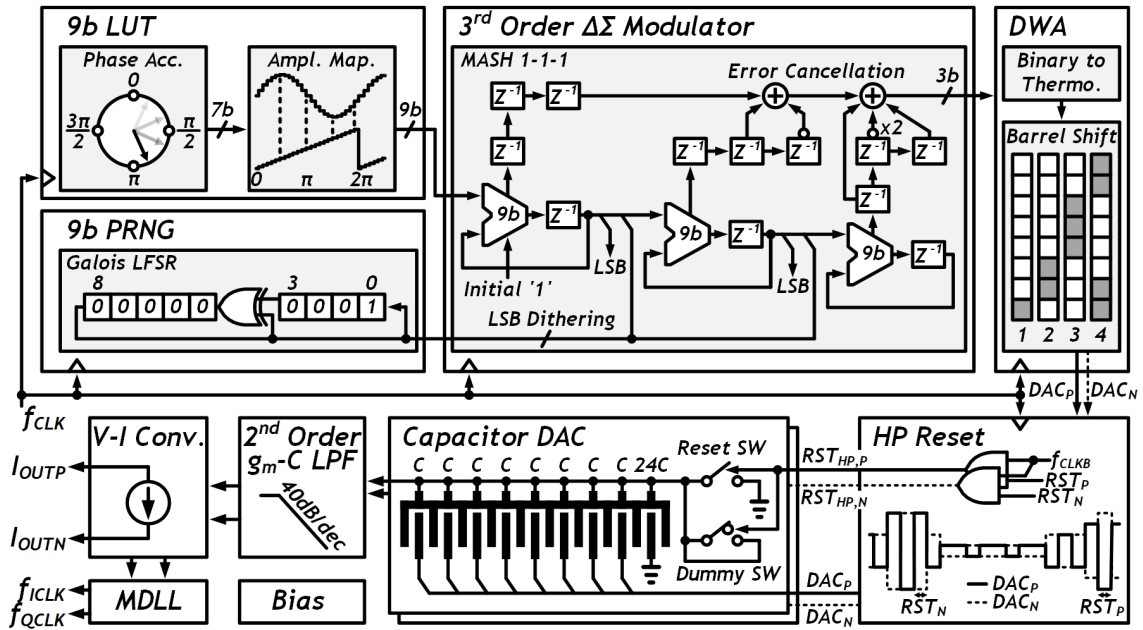 9b LUT
Phase Acc.
0
3π/2
π/2
π
7b
Ampl. Map.
0 π 2π
9b
3rd Order ΔΣ Modulator
MASH 1-1-1
Error Cancellation
3b
Z-1
Z-1
Z-1
Z-1
Z-1
Z-1
x2
Z-1
Z-1
Z-1
9b
Z-1
9b
Z-1
9b
Z-1
LSB
LSB
Initial '1'
LSB Dithering
DWA
Binary to
Thermo.
Barrel Shift
1 2 3 4
9b PRNG
Galois LFSR
8 3 0
0 0 0 0 0 0 0 0 1
fCLK
DACP
DACN
V-I Conv.
IOUTP
IOUTN
2nd Order
gm-C LPF
40dB/dec
Capacitor DAC
C C C C C C C C 24C
Reset SW
Dummy SW
RSTHP,P
RSTHP,N
DACP
DACN
HP Reset
fCLKB
RSTP
RSTN
DACP
DACN
RSTN
RSTP
fICLK
fQCLK
MDLL
Bias